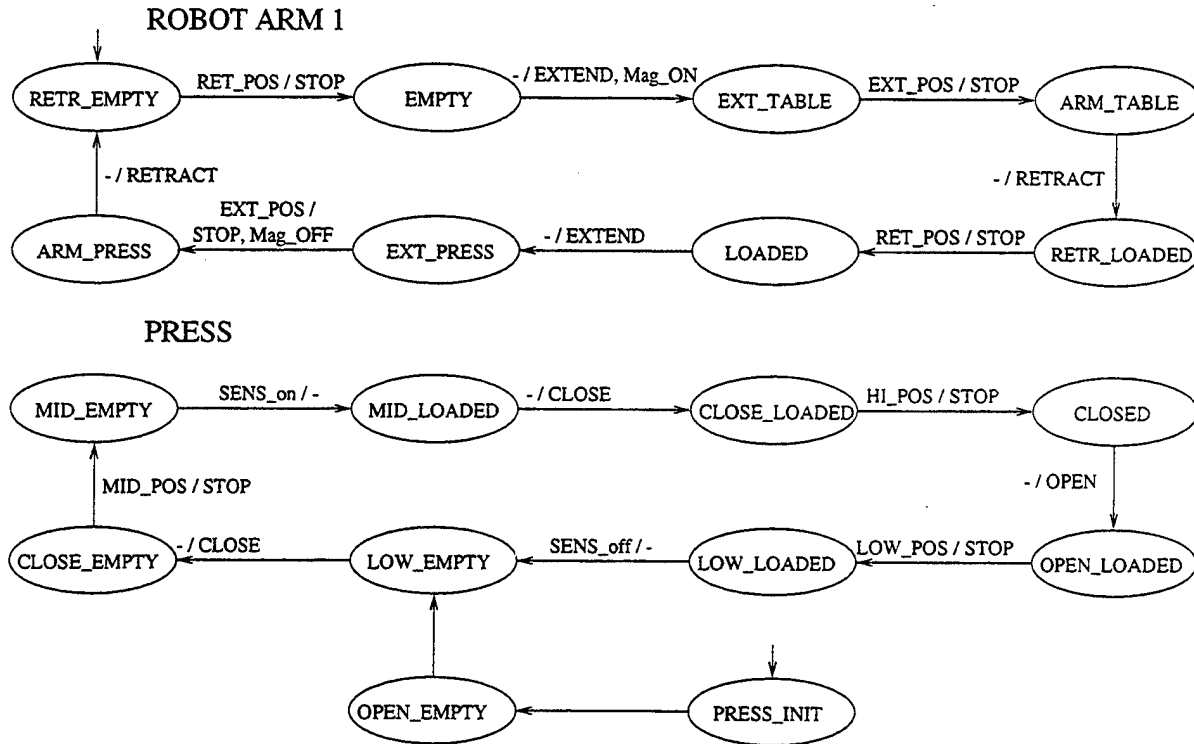 ROBOT ARM 1
RETR_EMPTY
RET_POS / STOP
EMPTY
- / EXTEND, Mag_ON
EXT_TABLE
EXT_POS / STOP
ARM_TABLE
- / RETRACT
- / RETRACT
ARM_PRESS
EXT_POS /
STOP, Mag_OFF
EXT_PRESS
- / EXTEND
LOADED
RET_POS / STOP
RETR_LOADED
PRESS
MID_EMPTY
SENS_on / -
MID_LOADED
- / CLOSE
CLOSE_LOADED
HI_POS / STOP
CLOSED
MID_POS / STOP
- / OPEN
CLOSE_EMPTY
- / CLOSE
LOW_EMPTY
SENS_off / -
LOW_LOADED
LOW_POS / STOP
OPEN_LOADED
OPEN_EMPTY
PRESS_INIT